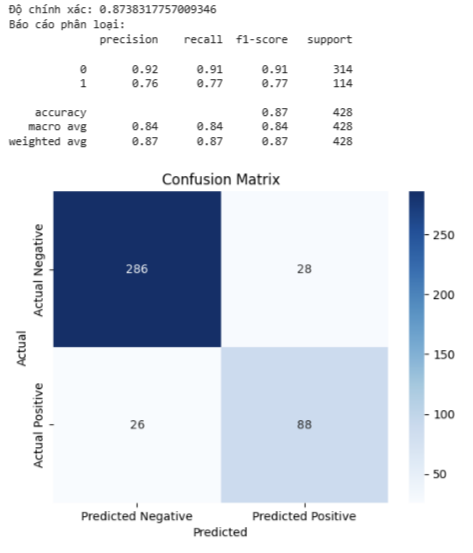 Độ chính xác: 0.8738317757009346
Báo cáo phân loại:
precision recall f1-score support
0 0.92 0.91 0.91 314
1 0.76 0.77 0.77 114
accuracy 0.87 428
macro avg 0.84 0.84 0.84 428
weighted avg 0.87 0.87 0.87 428
Confusion Matrix
Actual
Actual Negative
Actual Positive
286 28
26 88
Predicted Negative Predicted Positive
Predicted
250
200
150
100
50